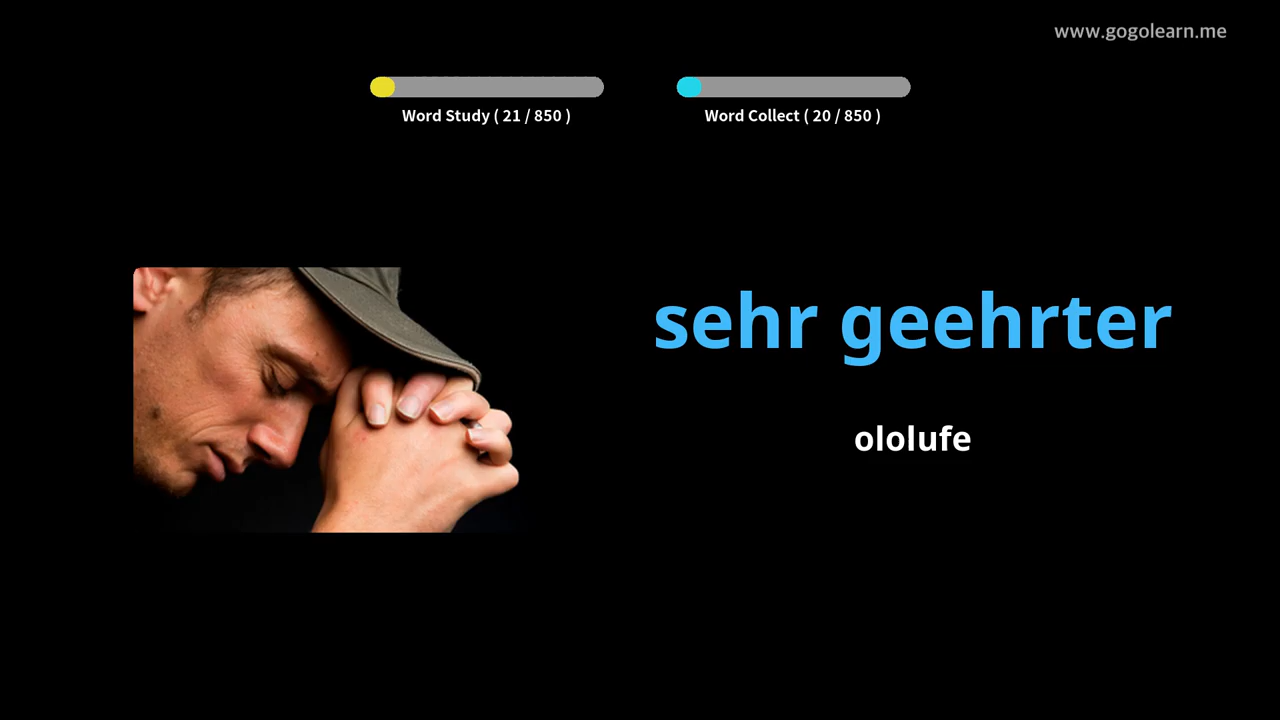 www.gogolearn.me
Word Study ( 21 / 850 )
Word Collect ( 20 / 850 )
sehr geehrter
ololufe